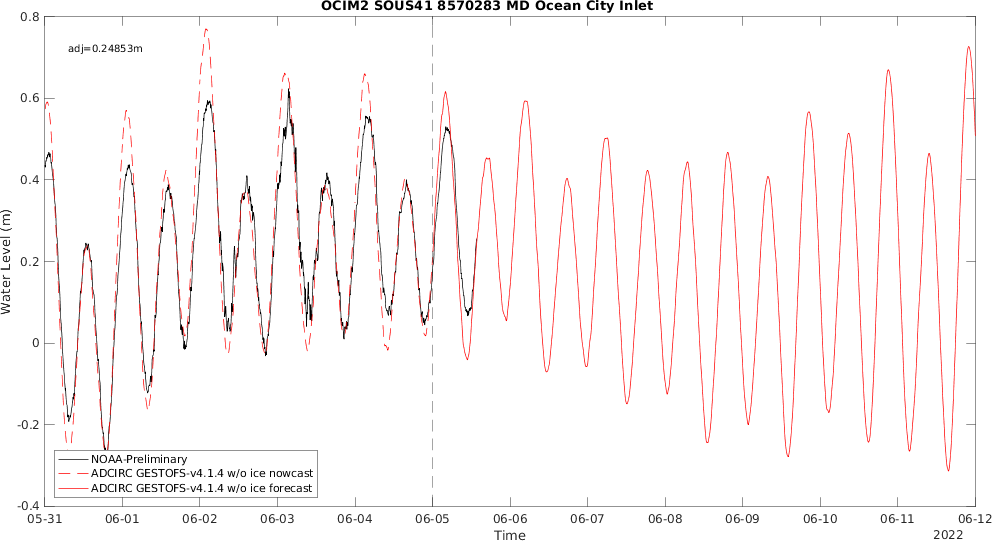 OCIM2 SOUS41 8570283 MD Ocean City Inlet
0.8
adj=0.24853m
0.6
0.4
0.2
0
-0.2
-0.4
Water Level (m)
NOAA-Preliminary
ADCIRC GESTOFS-v4.1.4 w/o ice nowcast
ADCIRC GESTOFS-v4.1.4 w/o ice forecast
05-31 06-01 06-02 06-03 06-04 06-05 06-06 06-07 06-08 06-09 06-10 06-11 06-12
Time
2022